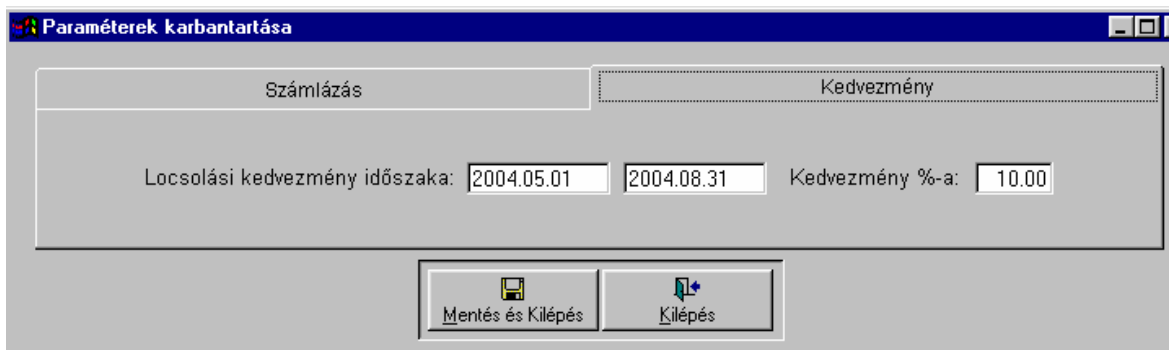 Paraméterek karbantartása
Számlázás Kedvezmény
Locsolási kedvezmény időszaka: 2004.05.01 2004.08.31 Kedvezmény %-a: 10.00
Mentés és Kilépés Kilépés